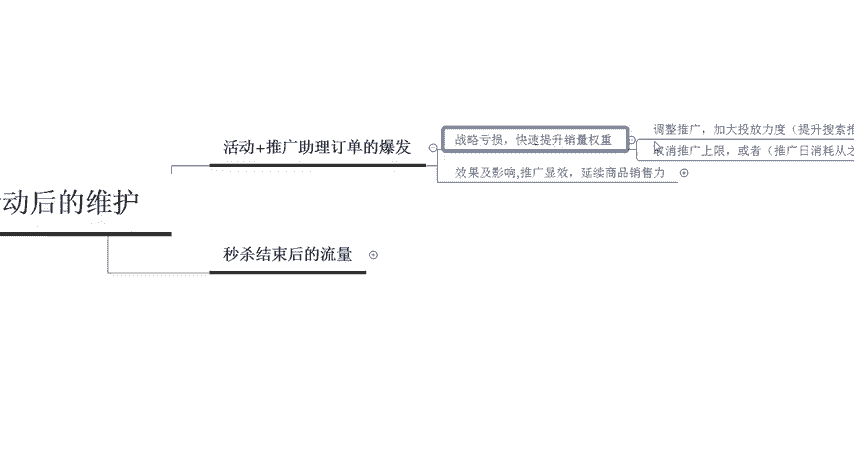 动后的维护
活动+推广助理订单的爆发
战略亏损，快速提升销量权重
调整推广，加大投放力度（提升搜索推
取消推广上限，或者（推广日消耗从之
效果及影响,推广显效，延续商品销售力
秒杀结束后的流量